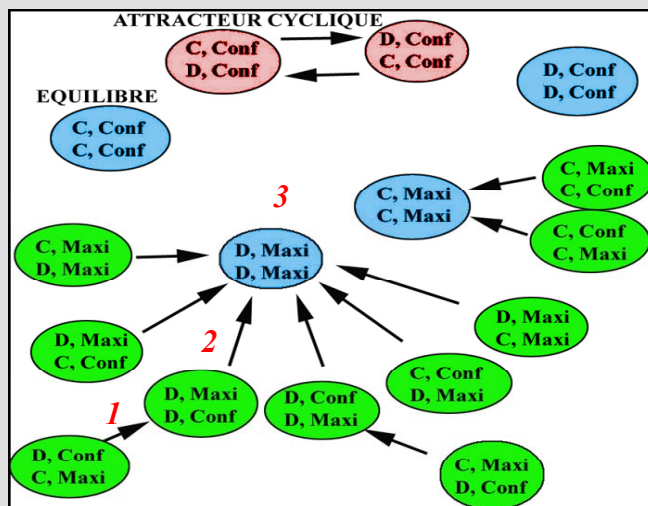 ATTRACTEUR CYCLIQUE
C, Conf
D, Conf
D, Conf
C, Conf
D, Conf
D, Conf
EQUILIBRE
C, Conf
C, Conf
C, Maxi
C, Conf
C, Maxi
C, Maxi
C, Conf
C, Maxi
3
C, Maxi
D, Maxi
D, Maxi
D, Maxi
D, Maxi
C, Maxi
D, Maxi
C, Conf
2
C, Conf
D, Maxi
D, Maxi
D, Conf
D, Conf
D, Maxi
1
D, Conf
C, Maxi
C, Maxi
D, Conf